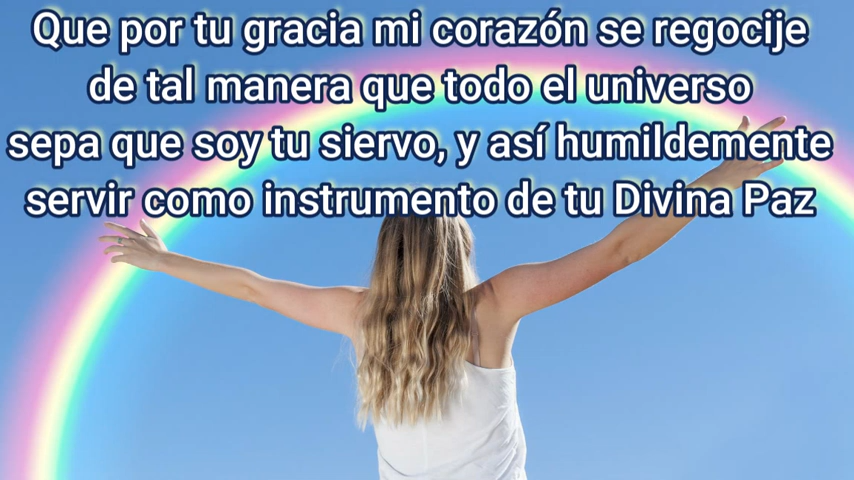 Que por tu gracia mi corazón se regocije
de tal manera que todo el universo
sepa que soy tu siervo, y así humildemente
servir como instrumento de tu Divina Paz